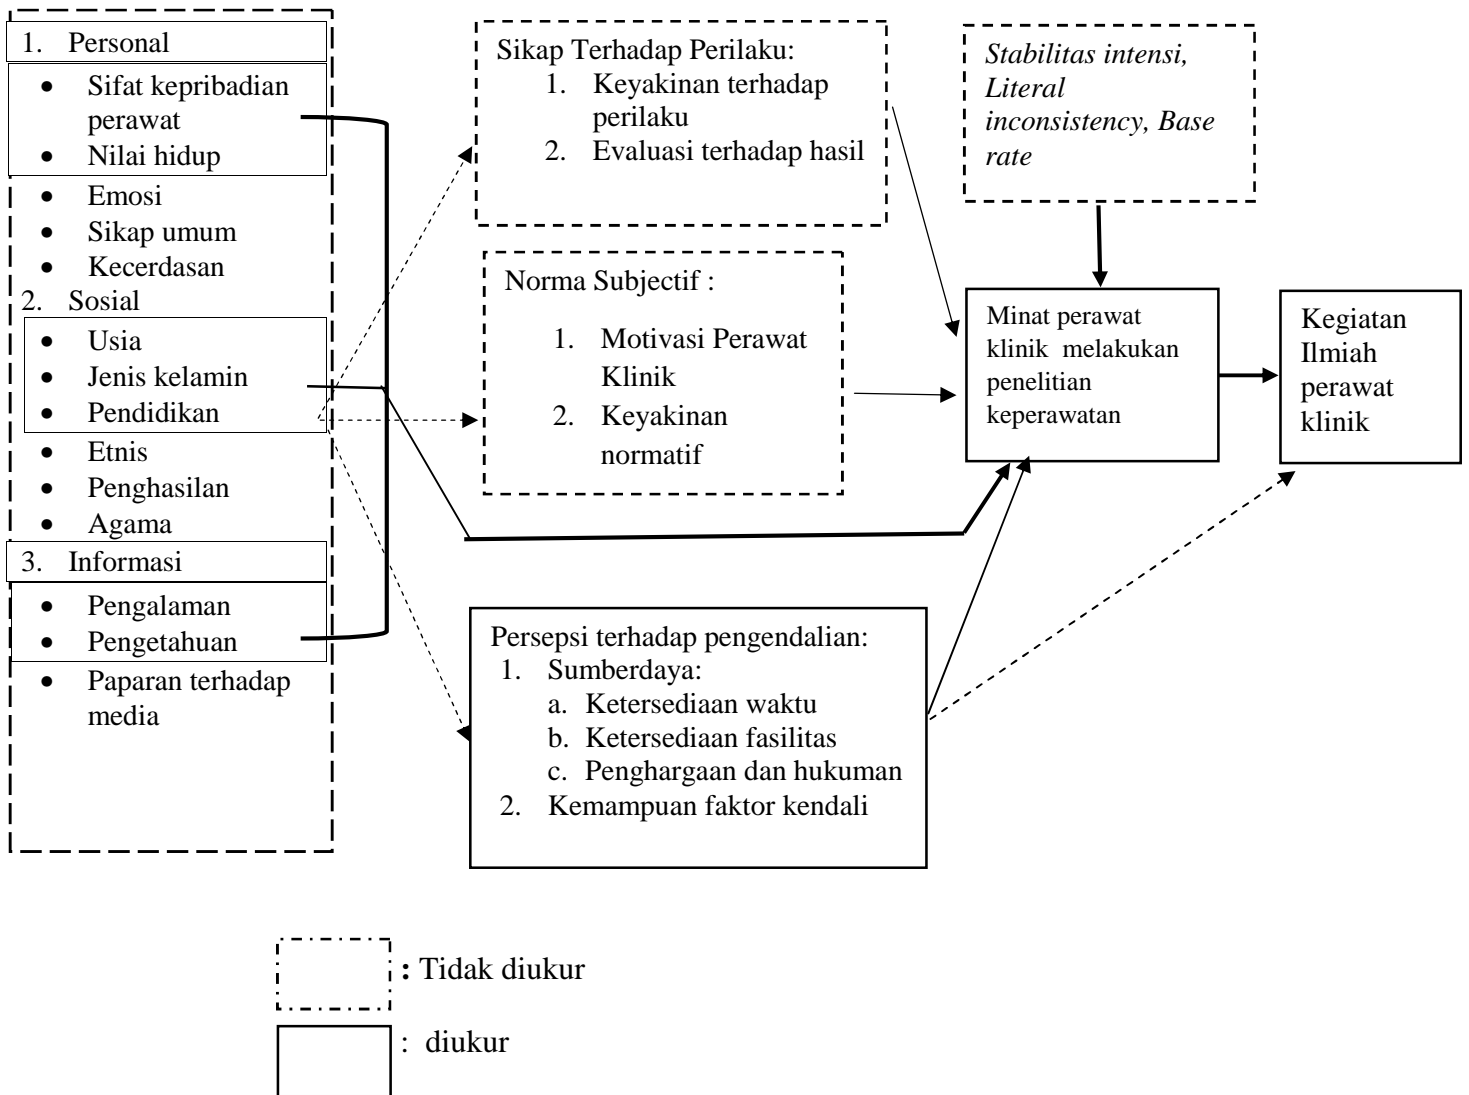 1. Personal
• Sifat kepribadian
perawat
• Nilai hidup
• Emosi
• Sikap umum
• Kecerdasan
2. Sosial
• Usia
• Jenis kelamin
• Pendidikan
• Etnis
• Penghasilan
• Agama
3. Informasi
• Pengalaman
• Pengetahuan
• Paparan terhadap
media
Sikap Terhadap Perilaku:
1. Keyakinan terhadap
perilaku
2. Evaluasi terhadap hasil
Norma Subjectif :
1. Motivasi Perawat
Klinik
2. Keyakinan
normatif
Persepsi terhadap pengendalian:
1. Sumberdaya:
a. Ketersediaan waktu
b. Ketersediaan fasilitas
c. Penghargaan dan hukuman
2. Kemampuan faktor kendali
Stabilitas intensi,
Literal
inconsistency, Base
rate
Minat perawat
klinik melakukan
penelitian
keperawatan
Kegiatan
Ilmiah
perawat
klinik
: Tidak diukur
: diukur